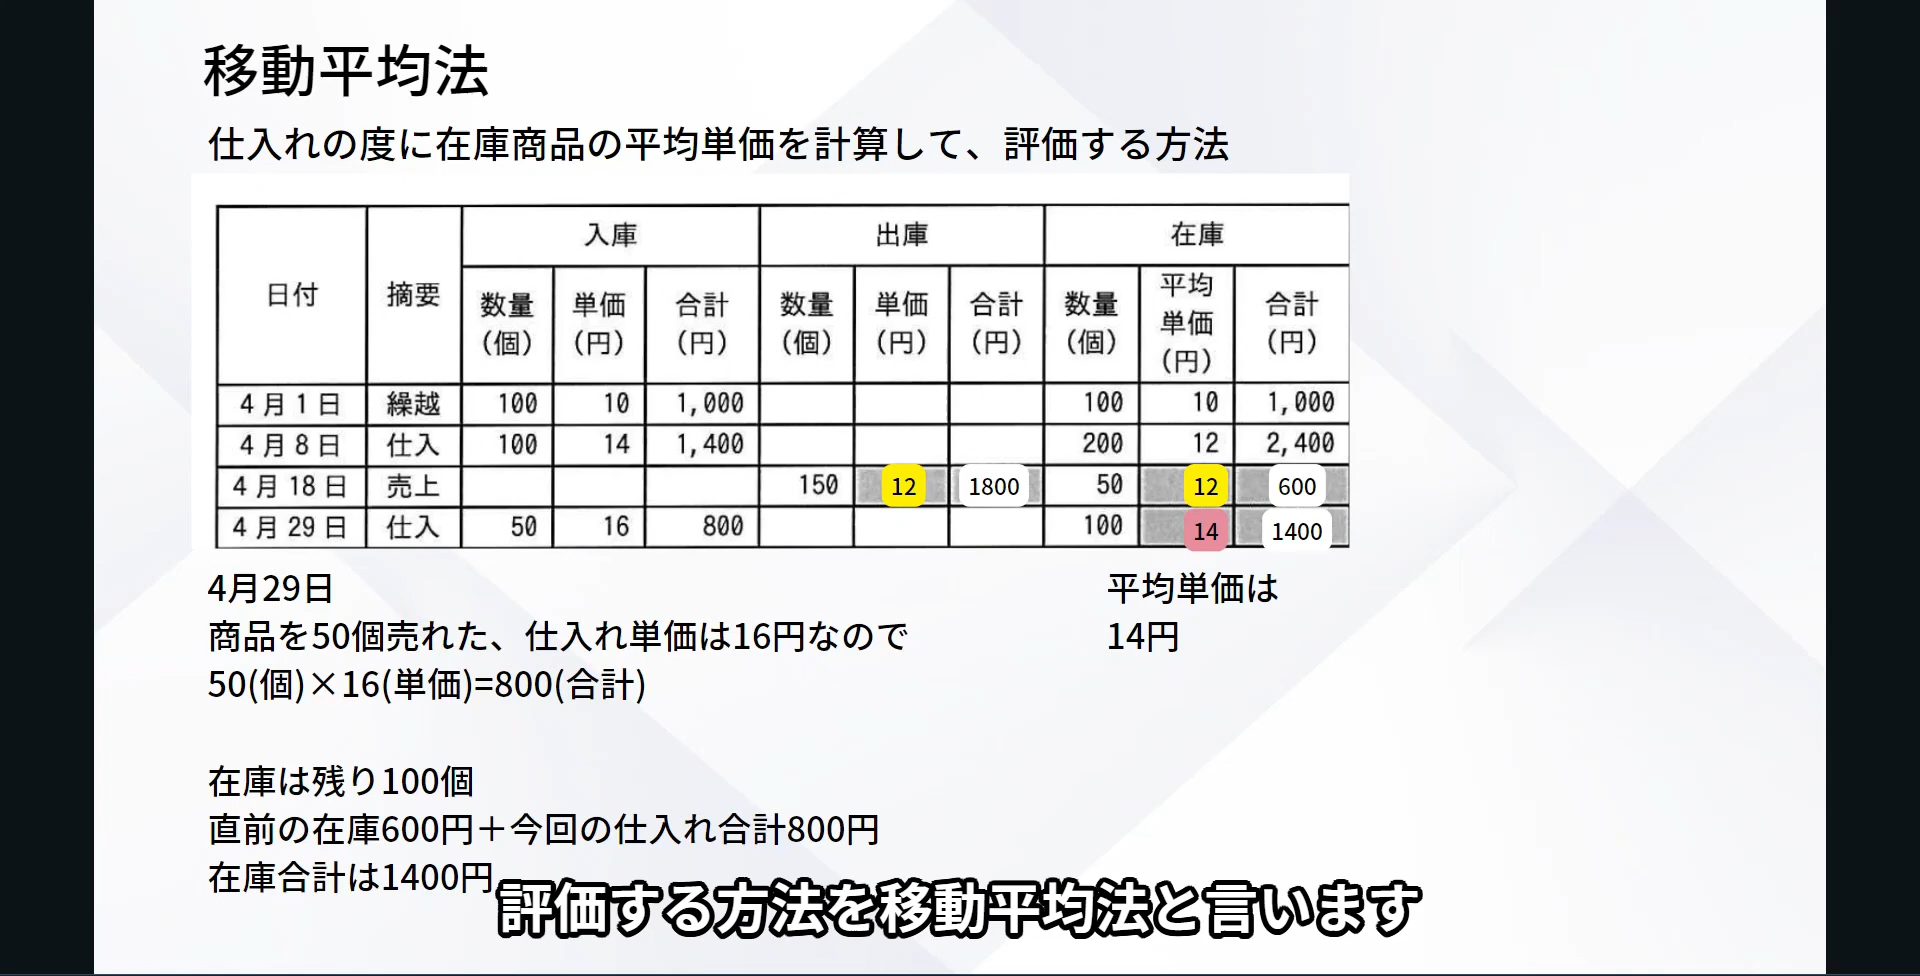 移動平均法
仕入れの度に在庫商品の平均単価を計算して、評価する方法
日付 摘要 入庫 出庫 在庫
数量(個) 単価(円) 合計(円) 数量(個) 単価(円) 合計(円) 数量(個) 平均単価(円) 合計(円)
4月1日 繰越 100 10 1,000 100 10 1,000
4月8日 仕入 100 14 1,400 200 12 2,400
4月18日 売上 150 12 1800 50 12 600
4月29日 仕入 50 16 800 100 14 1400
4月29日
商品を50個売れた、仕入れ単価は16円なので
50(個)×16(単価)=800(合計)
平均単価は
14円
在庫は残り100個
直前の在庫600円＋今回の仕入れ合計800円
在庫合計は1400円
評価する方法を移動平均法と言います